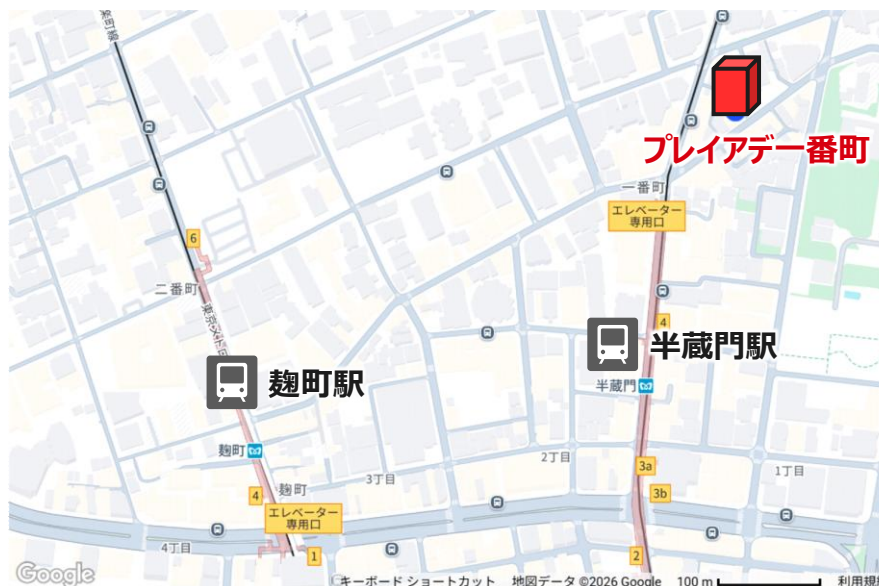 プレイアデ一番町
一番町
エレベーター
専用口
6
二番町
4
半蔵門駅
麹町駅
半蔵門
麹町
2丁目
3丁目
3a
1丁目
3b
4
麹町
エレベーター
専用口
4丁目
1
2
Google
キーボード ショートカット 地図データ ©2026 Google 100 m 利用規